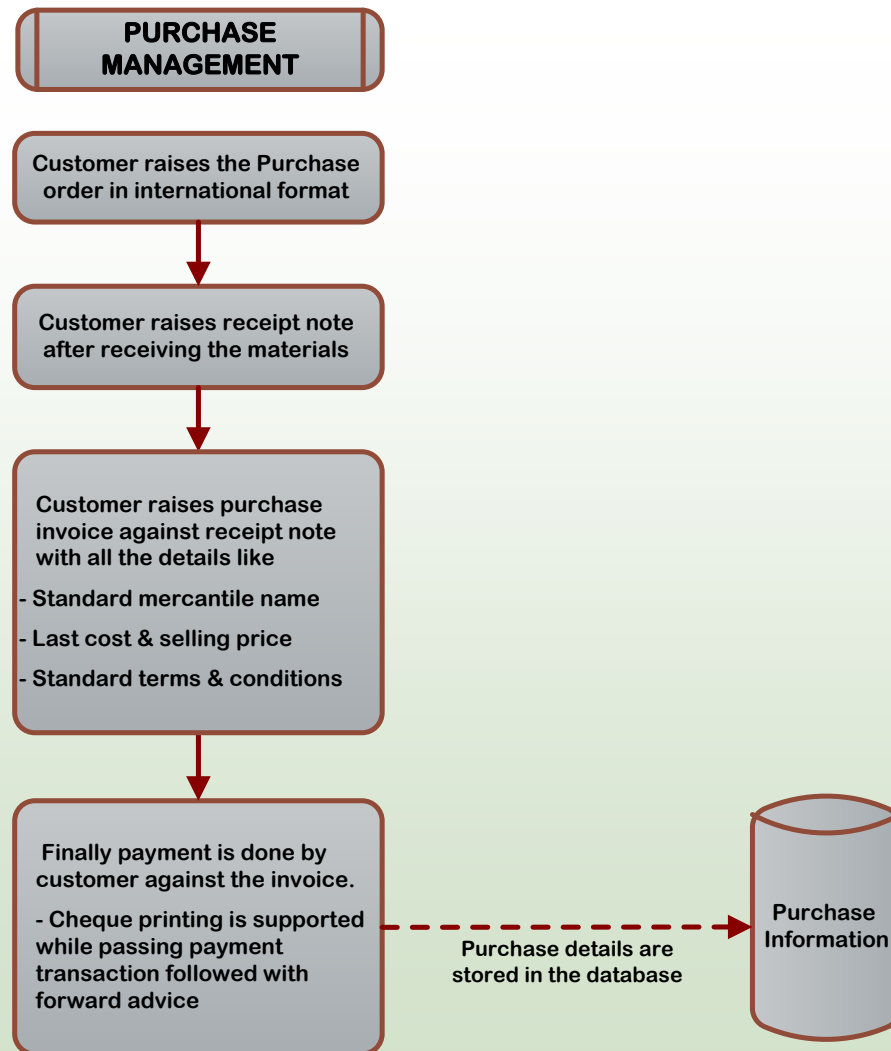 PURCHASE
MANAGEMENT
Customer raises the Purchase
order in international format
Customer raises receipt note
after receiving the materials
Customer raises purchase
invoice against receipt note
with all the details like
- Standard mercantile name
- Last cost & selling price
- Standard terms & conditions
Finally payment is done by
customer against the invoice.
- Cheque printing is supported
while passing payment
transaction followed with
forward advice
Purchase details are
stored in the database
Purchase
Information